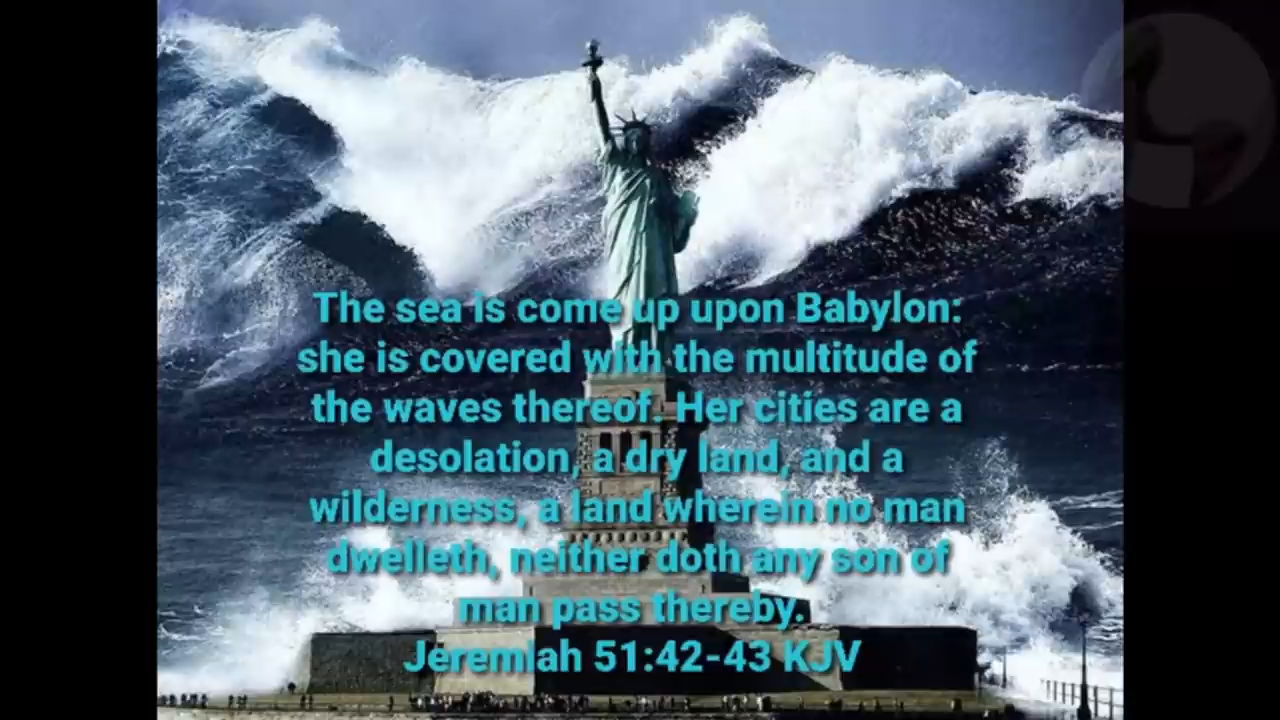 The sea is come up upon Babylon:
she is covered with the multitude of
the waves thereof. Her cities are a
desolation, a dry land, and a
wilderness, a land wherein no man
dwelleth, neither doth any son of
man pass thereby.
Jeremiah 51:42-43 KJV